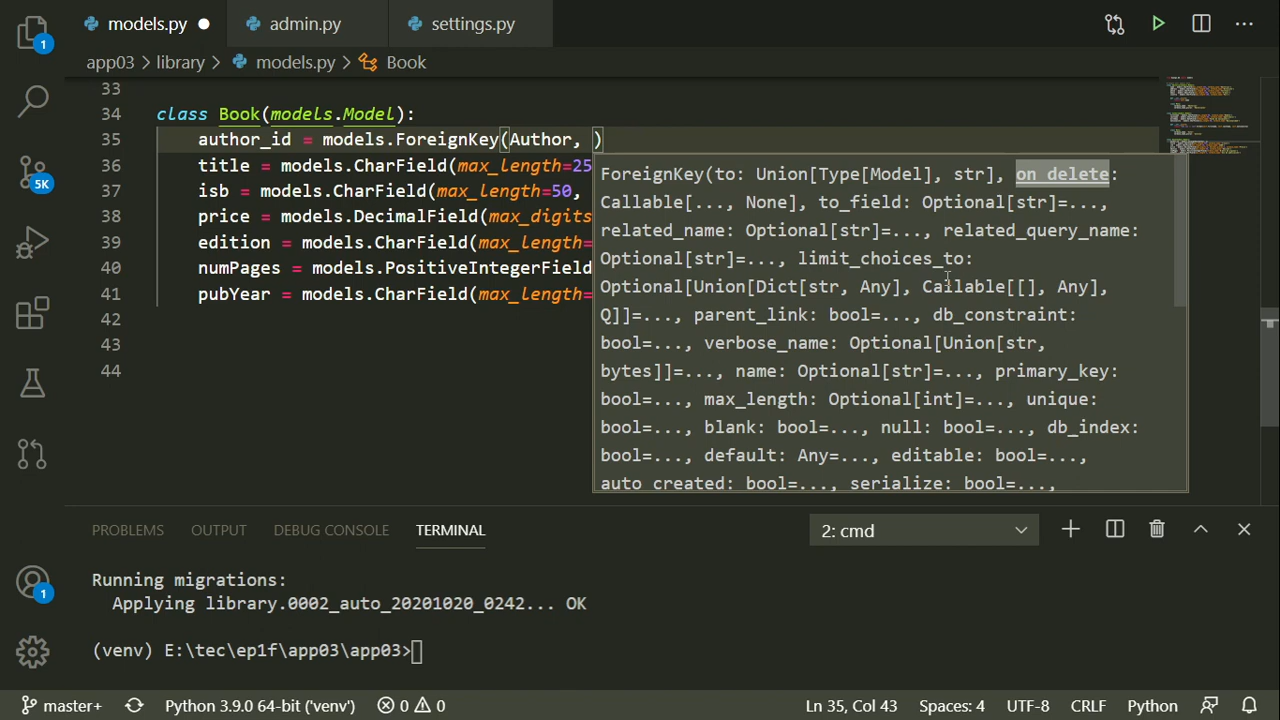 models.py
admin.py
settings.py
1
app03 > library > models.py > Book
33
34 class Book(models.Model):
35 author_id = models.ForeignKey(Author, )
36 title = models.CharField(max_length=25
37 isb = models.CharField(max_length=50,
38 price = models.DecimalField(max_digits
39 edition = models.CharField(max_length=
40 numPages = models.PositiveIntegerField
41 pubYear = models.CharField(max_length=
42
43
44
ForeignKey(to: Union[Type[Model], str], on_delete:
Callable[..., None], to_field: Optional[str]=...,
related_name: Optional[str]=..., related_query_name:
Optional[str]=..., limit_choices_to:
Optional[Union[Dict[str, Any], Callable[[], Any],
Q]]=..., parent_link: bool=..., db_constraint:
bool=..., verbose_name: Optional[Union[str,
bytes]]=..., name: Optional[str]=..., primary_key:
bool=..., max_length: Optional[int]=..., unique:
bool=..., blank: bool=..., null: bool=..., db_index:
bool=..., default: Any=..., editable: bool=...,
auto_created: bool=..., serialize: bool=...,
5K
PROBLEMS OUTPUT DEBUG CONSOLE TERMINAL 2: cmd
Running migrations:
Applying library.0002_auto_20201020_0242... OK
(venv) E:\tec\ep1f\app03\app03>
1
master+ Python 3.9.0 64-bit ('venv') 0 0 Ln 35, Col 43 Spaces: 4 UTF-8 CRLF Python